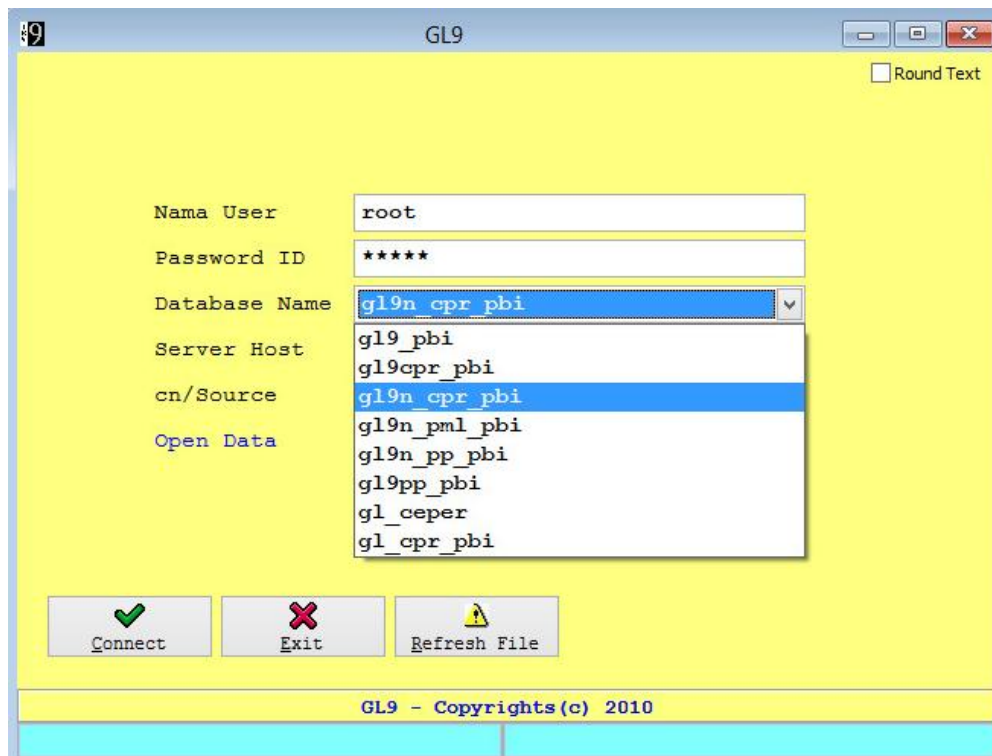 GL9
Round Text
Nama User root
Password ID *****
Database Name gl9n_cpr_pbi
Server Host
cn/Source
Open Data
gl9_pbi
gl9cpr_pbi
gl9n_cpr_pbi
gl9n_pml_pbi
gl9n_pp_pbi
gl9pp_pbi
gl_ceper
gl_cpr_pbi
Connect Exit Refresh File
GL9 - Copyrights(c) 2010